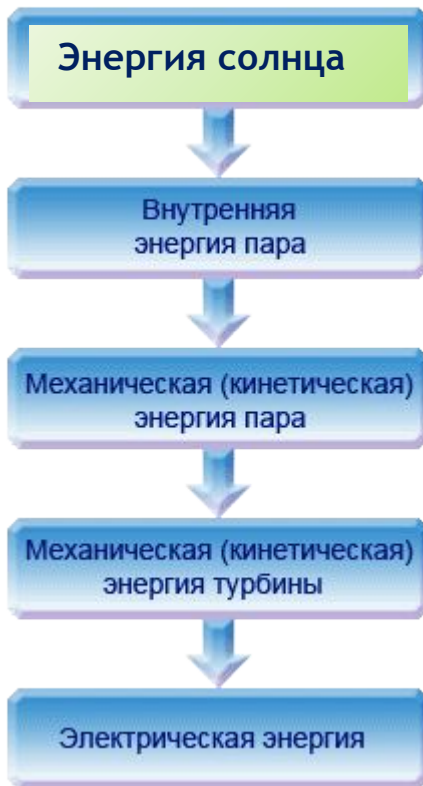 Энергия солнца
Внутренняя
энергия пара
Механическая (кинетическая)
энергия пара
Механическая (кинетическая)
энергия турбины
Электрическая энергия